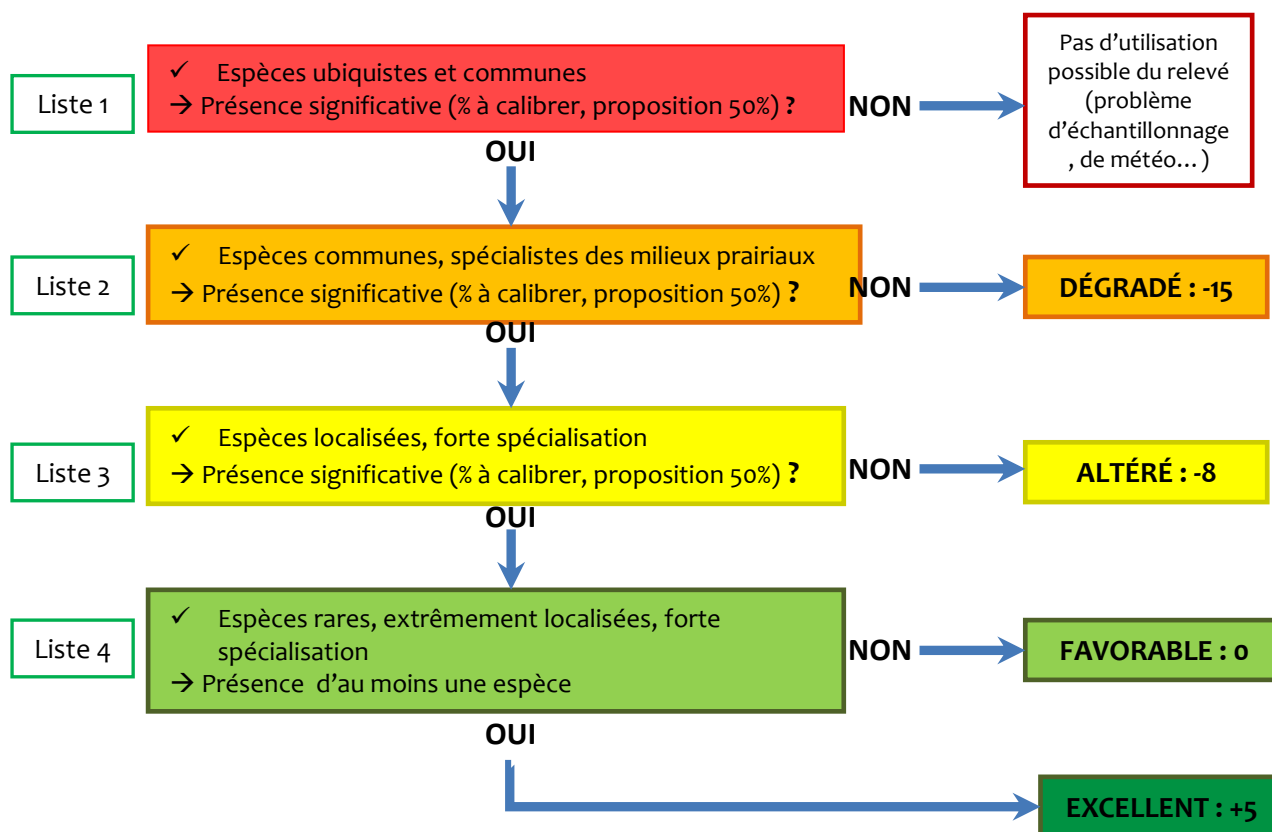 Liste 1
✓ Espèces ubiquistes et communes
→ Présence significative (% à calibrer, proposition 50%) ?
NON
Pas d’utilisation
possible du relevé
(problème
d’échantillonnage
, de météo… )
OUI
Liste 2
✓ Espèces communes, spécialistes des milieux prairiaux
→ Présence significative (% à calibrer, proposition 50%) ?
NON
DÉGRADÉ : -15
OUI
Liste 3
✓ Espèces localisées, forte spécialisation
→ Présence significative (% à calibrer, proposition 50%) ?
NON
ALTÉRÉ : -8
OUI
Liste 4
✓ Espèces rares, extrêmement localisées, forte
spécialisation
→ Présence d’au moins une espèce
NON
FAVORABLE : 0
OUI
EXCELLENT : +5